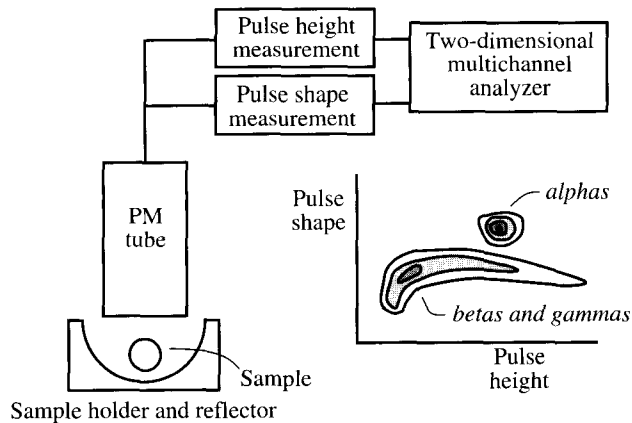 Pulse height
measurement
Two-dimensional
multichannel
analyzer
Pulse shape
measurement
PM
tube
Pulse
shape
alphas
betas and gammas
Pulse
height
Sample
Sample holder and reflector